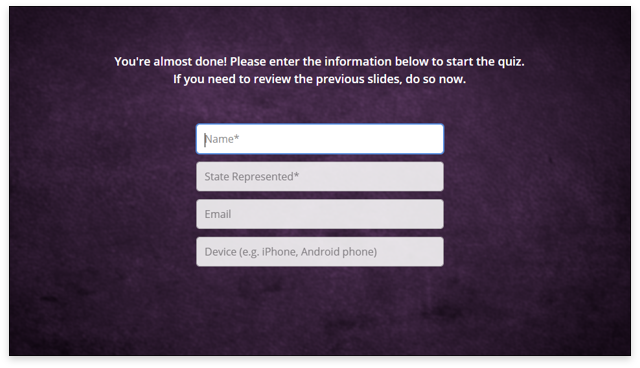 You're almost done! Please enter the information below to start the quiz.
If you need to review the previous slides, do so now.
Name*
State Represented*
Email
Device (e.g. iPhone, Android phone)